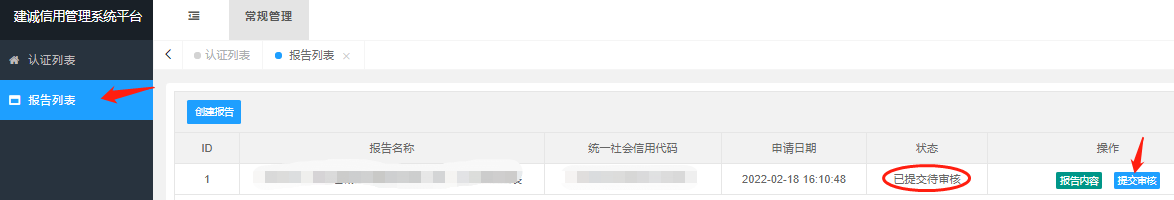 建诚信用管理系统平台
常规管理
认证列表
报告列表
认证列表
报告列表
创建报告
ID 报告名称 统一社会信用代码 申请日期 状态 操作
1 2022-02-18 16:10:48 已提交待审核 报告内容 提交审核